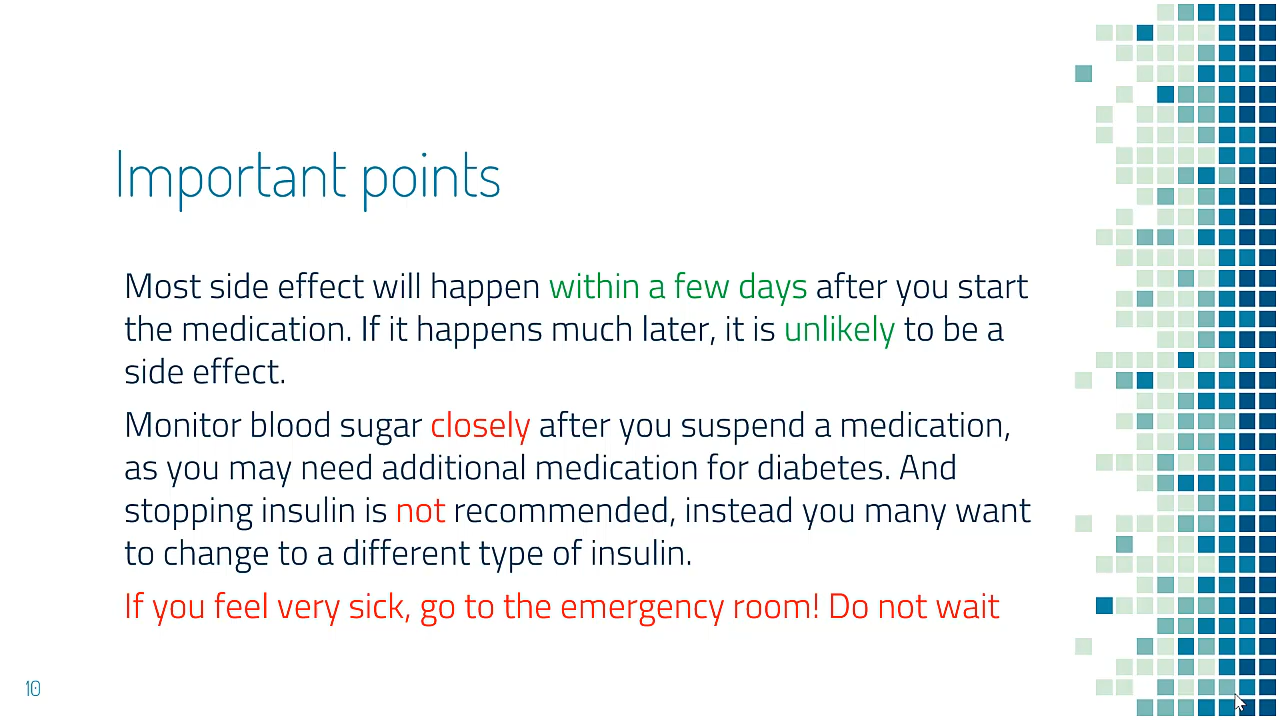 Important points
Most side effect will happen within a few days after you start
the medication. If it happens much later, it is unlikely to be a
side effect.
Monitor blood sugar closely after you suspend a medication,
as you may need additional medication for diabetes. And
stopping insulin is not recommended, instead you many want
to change to a different type of insulin.
If you feel very sick, go to the emergency room! Do not wait
10